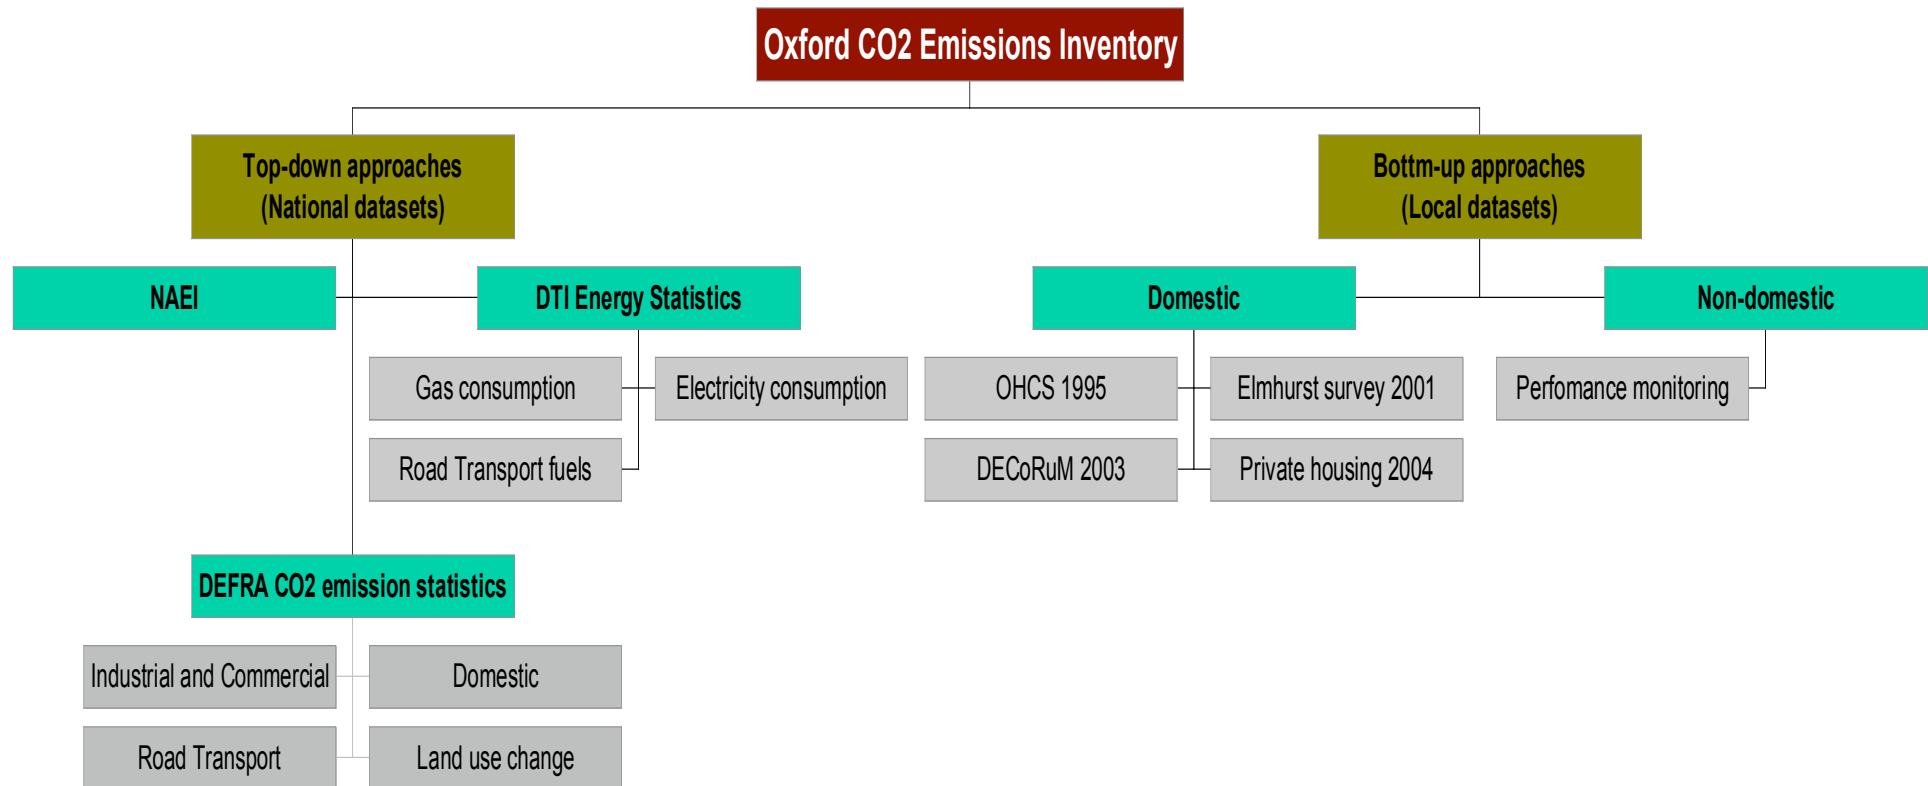 Oxford CO2 Emissions Inventory
Top-down approaches
(National datasets)
Bottm-up approaches
(Local datasets)
NAEI
DTI Energy Statistics
Domestic
Non-domestic
Gas consumption
Electricity consumption
OHCS 1995
Elmhurst survey 2001
Perfomance monitoring
Road Transport fuels
DECoRuM 2003
Private housing 2004
DEFRA CO2 emission statistics
Industrial and Commercial
Domestic
Road Transport
Land use change